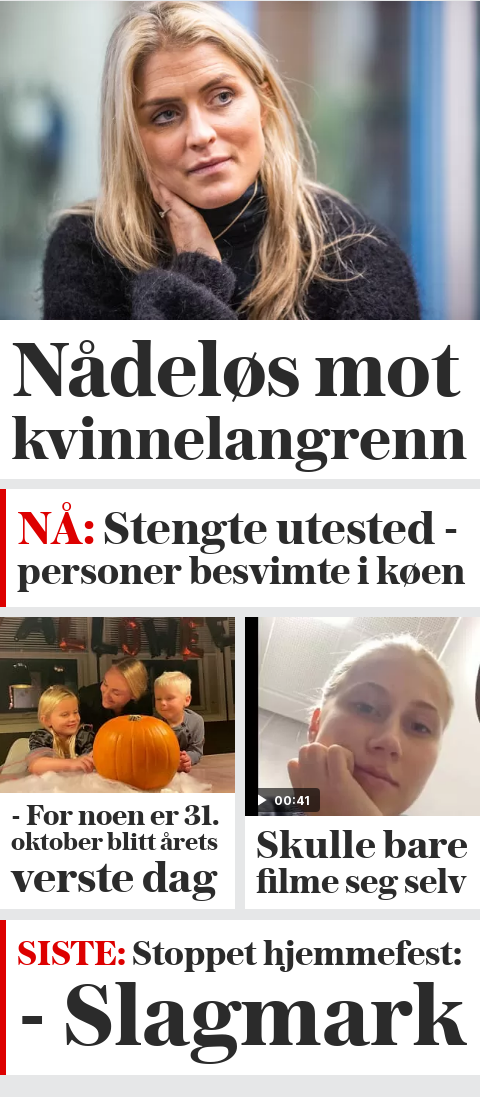 Nådeløs mot
kvinnelangrenn
NÅ: Stengte utested -
personer besvimte i køen
- For noen er 31.
oktober blitt årets
verste dag
00:41
Skulle bare
filme seg selv
SISTE: Stoppet hjemmefest:
- Slagmark